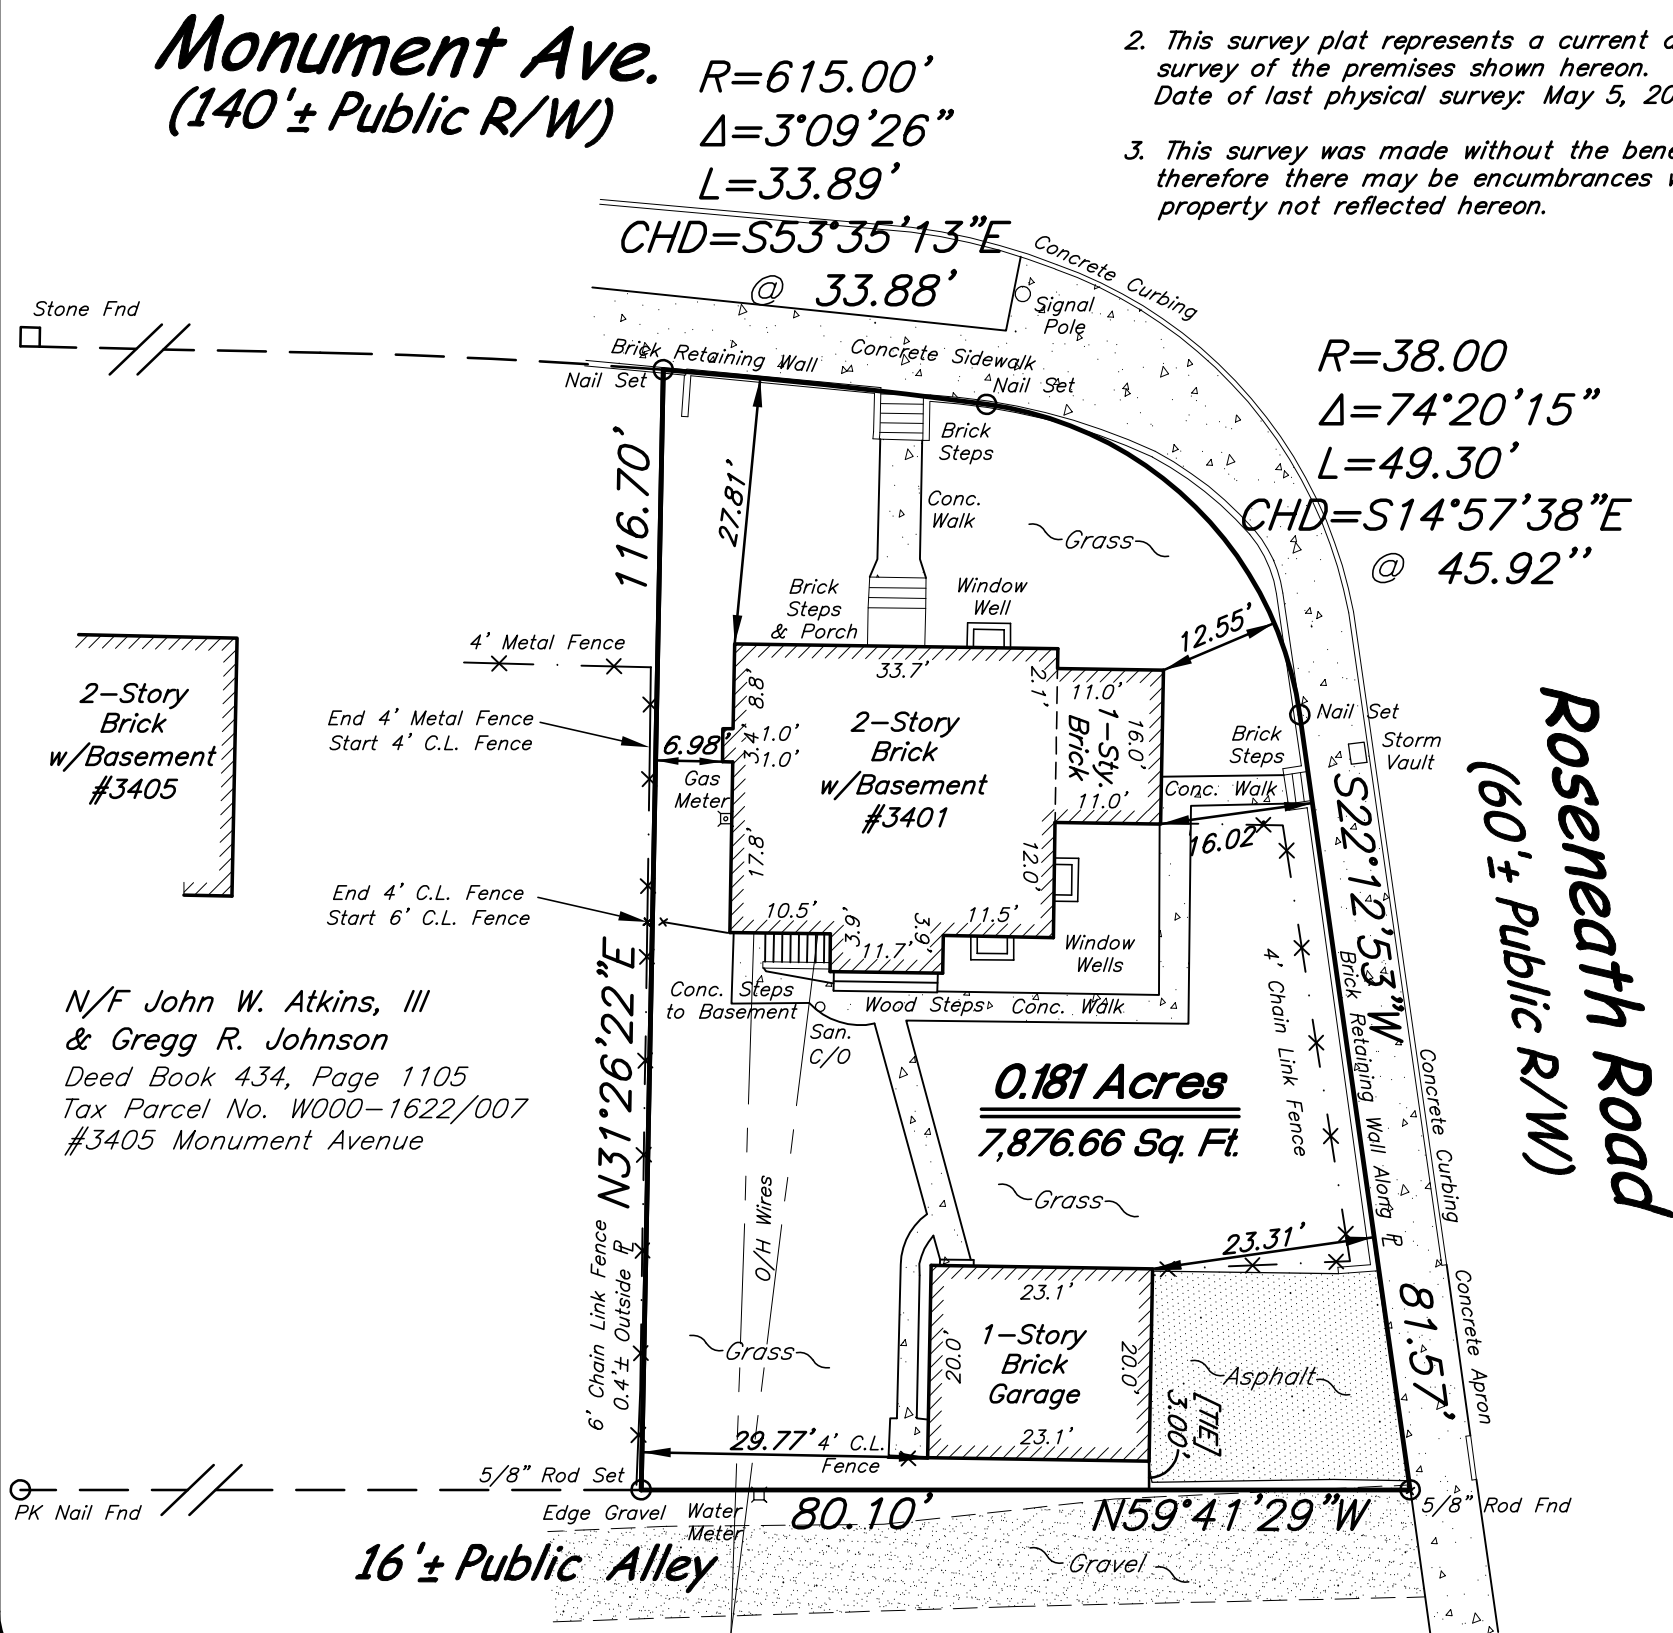 Monument Ave.
(140'± Public R/W)
R=615.00'
Δ=3°09'26"
L=33.89'
CHD=S53°35'13"E
@ 33.88'
2. This survey plat represents a current
survey of the premises shown hereon.
Date of last physical survey: May 5, 20
3. This survey was made without the
therefore there may be encumbrances
property not reflected hereon.
Concrete Curbing
Signal
Pole
Stone Fnd
Brick Retaining Wall
Concrete Sidewalk
Nail Set
Nail Set
R=38.00
Δ=74°20'15"
L=49.30'
CHD=S14°57'38"E
@ 45.92''
116.70'
27.81'
Brick
Steps
Conc.
Walk
Grass
Brick
Steps
& Porch
Window
Well
12.55'
4' Metal Fence
2-Story
Brick
w/Basement
#3405
End 4' Metal Fence
Start 4' C.L. Fence
33.7'
8.8'
2.1'
11.0'
1-Sty.
Brick
16.0'
11.0'
3.4'
1.0'
1.0'
6.98'
Gas
Meter
2-Story
Brick
w/Basement
#3401
17.8'
12.0'
Nail Set
Brick
Steps
Storm
Vault
Conc. Walk
16.02'
S22°12'53"W
Roseneath Road
(60'± Public R/W)
End 4' C.L. Fence
Start 6' C.L. Fence
10.5'
3.9'
11.7'
3.9'
11.5'
Window
Wells
4' Chain Link Fence
Brick Retaining Wall Along PL
Conc. Steps
to Basement
San.
C/O
Wood Steps
Conc. Walk
N/F John W. Atkins, III
& Gregg R. Johnson
Deed Book 434, Page 1105
Tax Parcel No. W000-1622/007
#3405 Monument Avenue
N31°26'22"E
0.181 Acres
7,876.66 Sq. Ft.
Concrete Curbing
Grass
O/H Wires
6' Chain Link Fence
0.4'± Outside PL
23.31'
Grass
23.1'
20.0'
1-Story
Brick
Garage
20.0'
23.1'
Asphalt
[TIE]
3.00'
81.57'
Concrete Apron
29.77'
4' C.L.
Fence
5/8" Rod Set
PK Nail Fnd
Edge Gravel
Water
Meter
80.10'
N59°41'29"W
5/8" Rod Fnd
16'± Public Alley
Gravel